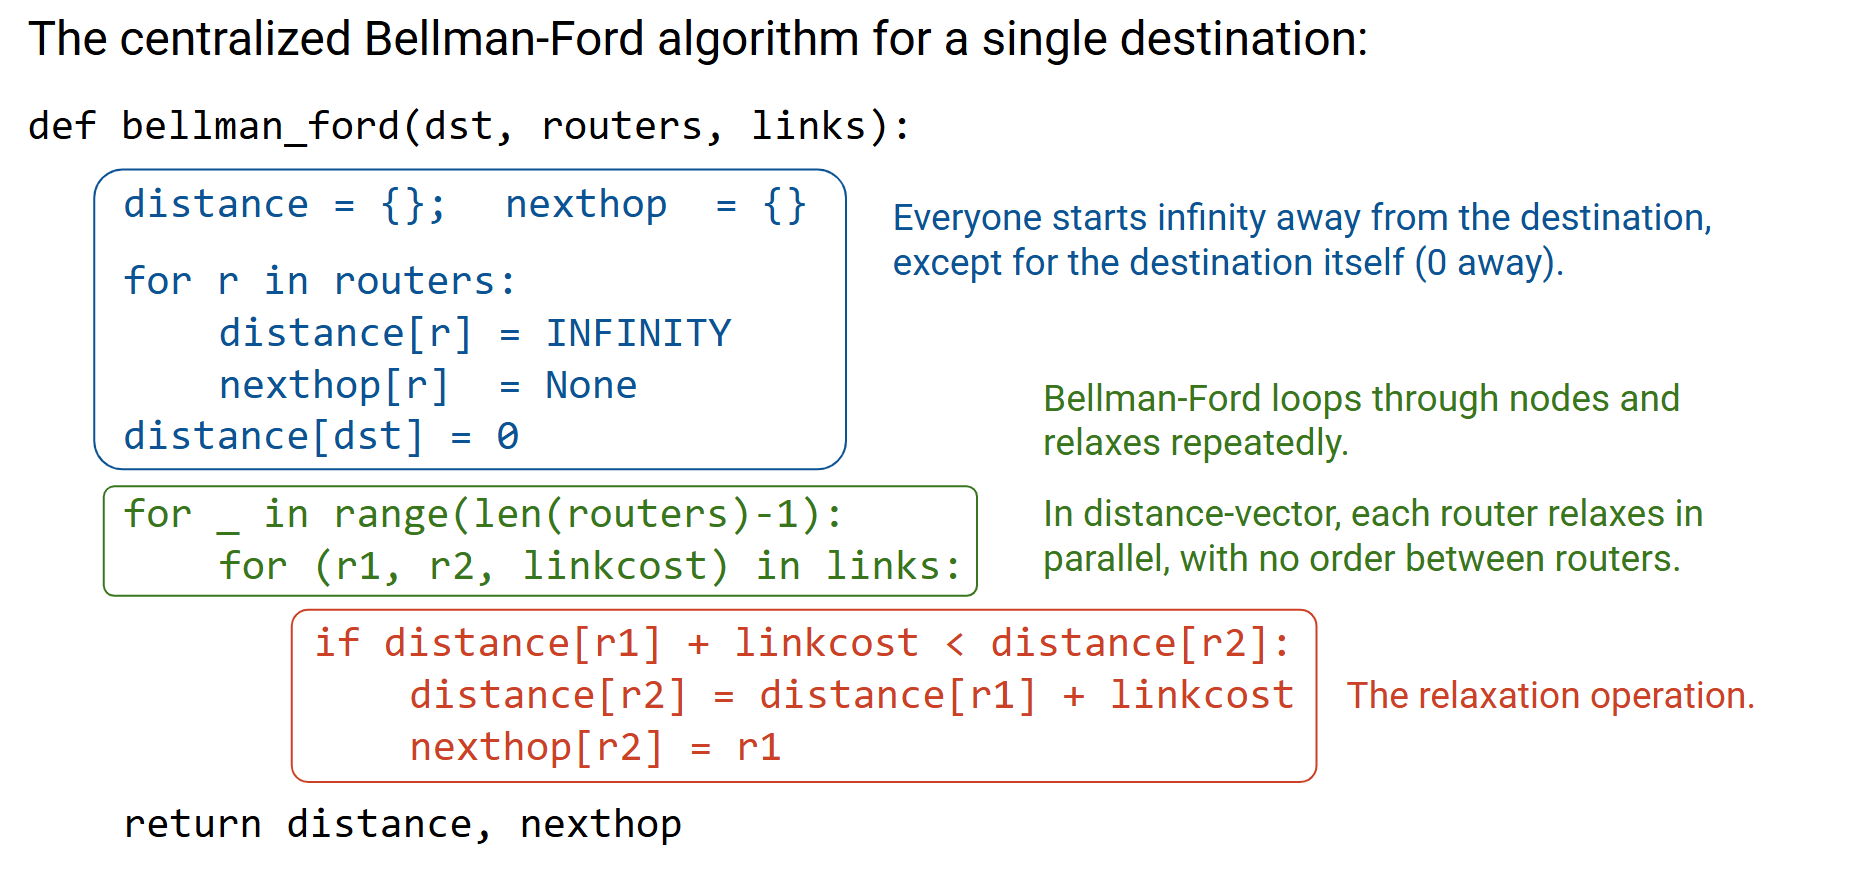 The centralized Bellman-Ford algorithm for a single destination:
def bellman_ford(dst, routers, links):
distance = {}; nexthop = {}
for r in routers:
distance[r] = INFINITY
nexthop[r] = None
distance[dst] = 0
Everyone starts infinity away from the destination,
except for the destination itself (0 away).
for _ in range(len(routers)-1):
for (r1, r2, linkcost) in links:
Bellman-Ford loops through nodes and
relaxes repeatedly.
In distance-vector, each router relaxes in
parallel, with no order between routers.
if distance[r1] + linkcost < distance[r2]:
distance[r2] = distance[r1] + linkcost
nexthop[r2] = r1
The relaxation operation.
return distance, nexthop